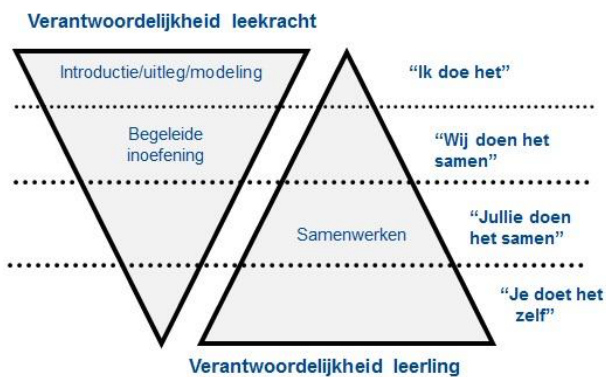 Verantwoordelijkheid leekracht
Introductie/uitleg/modeling
“Ik doe het”
Begeleide
inoefening
“Wij doen het
samen”
Samenwerken
“Jullie doen
het samen”
“Je doet het
zelf”
Verantwoordelijkheid leerling